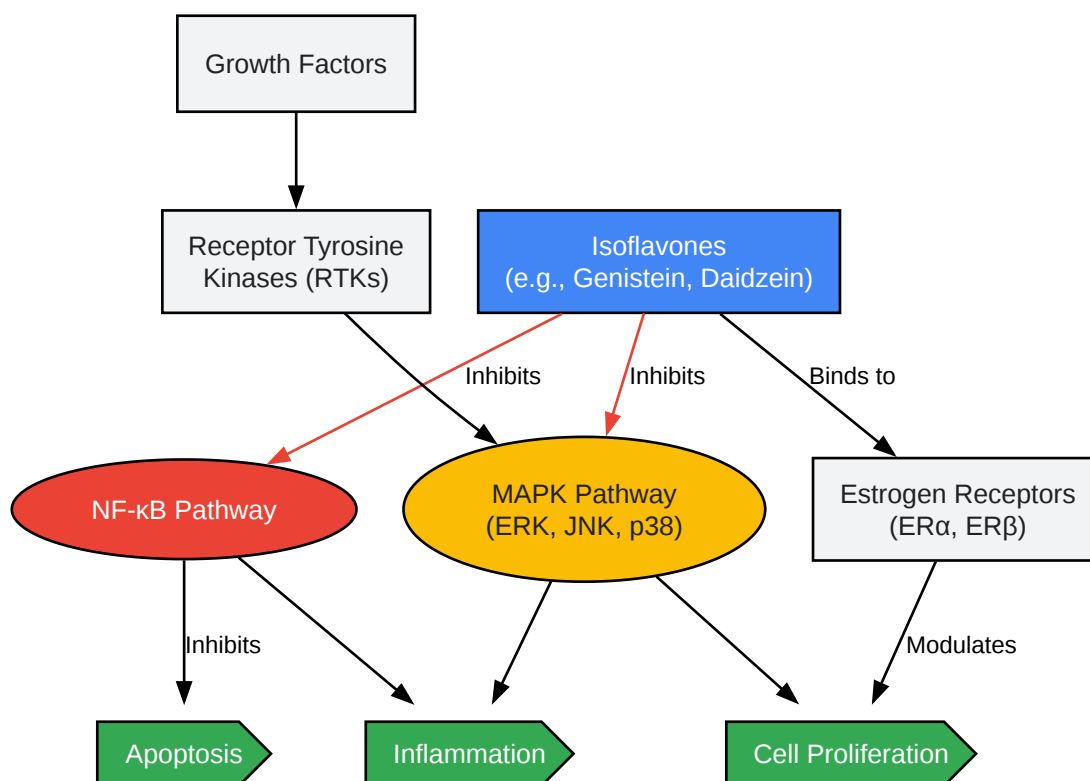 Growth Factors
Receptor Tyrosine
Kinases (RTKs)
Isoflavones
(e.g., Genistein, Daidzein)
Inhibits
Inhibits
Binds to
NF-κB Pathway
MAPK Pathway
(ERK, JNK, p38)
Estrogen Receptors
(ERα, ERβ)
Inhibits
Modulates
Apoptosis
Inflammation
Cell Proliferation